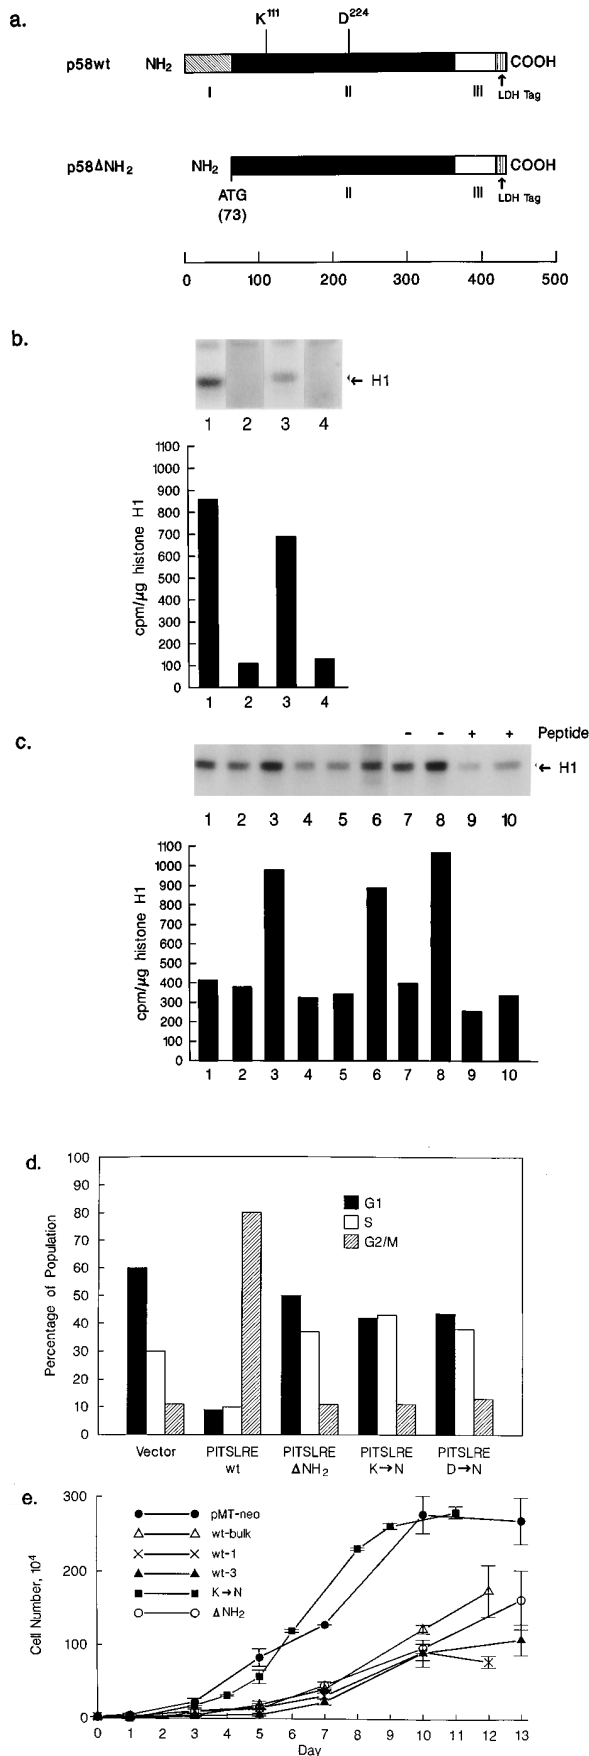 a.
K111 D224
p58wt NH2 COOH
I II III LDH Tag
p58ΔNH2 NH2 COOH
ATG II III LDH Tag
(73)
0 100 200 300 400 500
b.
← H1
1 2 3 4
cpm/μg histone H1
1100
1000
900
800
700
600
500
400
300
200
100
0
1 2 3 4
c.
- - + + Peptide
← H1
1 2 3 4 5 6 7 8 9 10
cpm/μg histone H1
1100
1000
900
800
700
600
500
400
300
200
100
0
1 2 3 4 5 6 7 8 9 10
d.
Percentage of Population
100
90
80
70
60
50
40
30
20
10
0
G1
S
G2/M
Vector PITSLRE PITSLRE PITSLRE PITSLRE
wt ΔNH2 K→N D→N
e.
Cell Number, 104
300
200
100
0
pMT-neo
wt-bulk
wt-1
wt-3
K→N
ΔNH2
0 1 3 4 5 6 7 8 9 10 11 12 13
Day